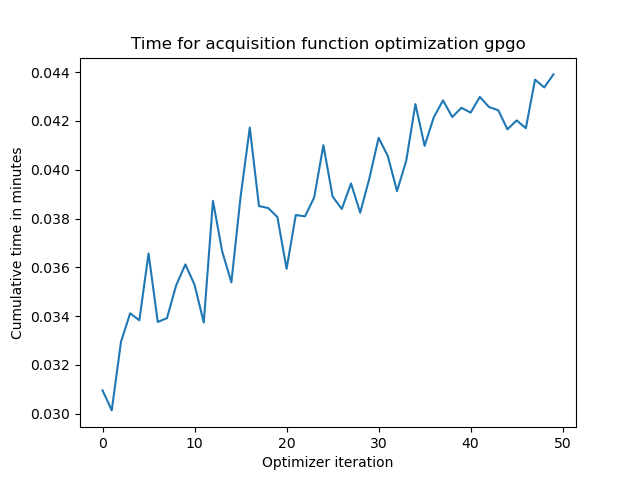 Time for acquisition function optimization gpgo
0.044
0.042
0.040
0.038
0.036
0.034
0.032
0.030
Cumulative time in minutes
0 10 20 30 40 50
Optimizer iteration